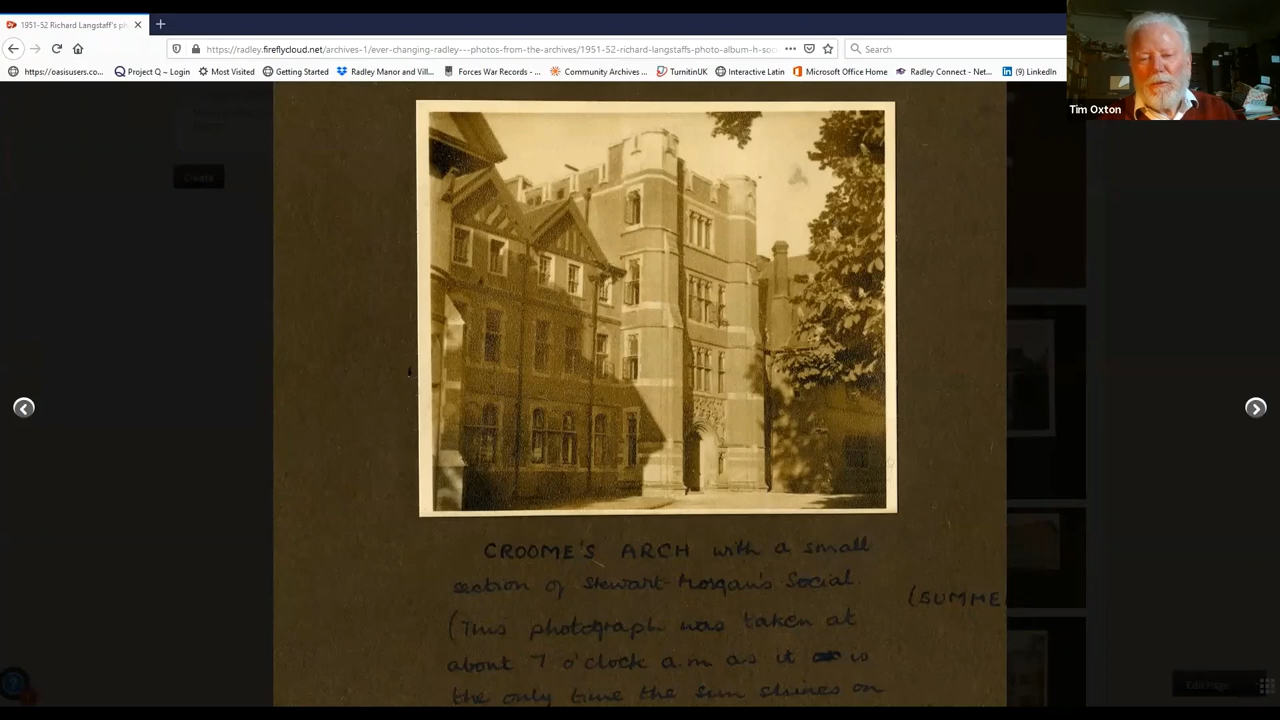 1951-52 Richard Langstaff's ph
https://radley.fireflycloud.net/archives-1/ever-changing-radley---photos-from-the-archives/1951-52-richard-langstaffs-photo-album-h-soc
Search
https://oasisusers.co...
Project Q ~ Login
Most Visited
Getting Started
Radley Manor and Vill...
Forces War Records - ...
Community Archives ...
TurnitinUK
Interactive Latin
Microsoft Office Home
Radley Connect - Net...
(9) LinkedIn
Tim Oxton
Create
CROOME'S ARCH with a small
section of Stewart-Morgan's Social.
(SUMME
(This photograph was taken at
about 7 o'clock a.m as it is
the only time the sun shines on
Edit Page